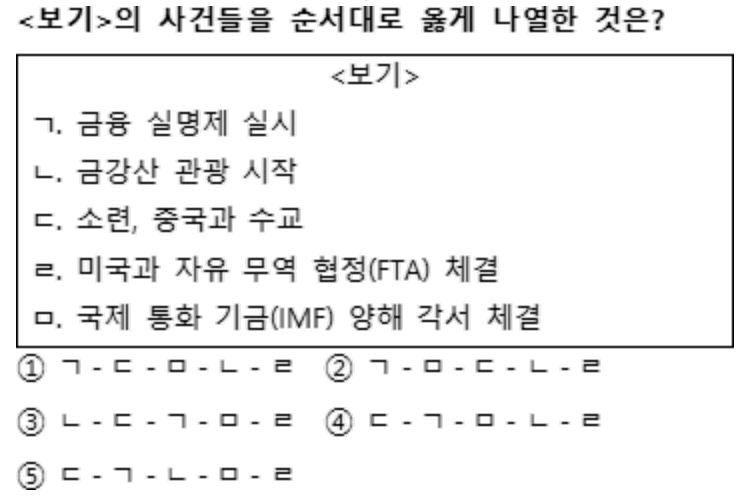 <보기>의 사건들을 순서대로 옳게 나열한 것은?
<보기>
ㄱ. 금융 실명제 실시
ㄴ. 금강산 관광 시작
ㄷ. 소련, 중국과 수교
ㄹ. 미국과 자유 무역 협정(FTA) 체결
ㅁ. 국제 통화 기금(IMF) 양해 각서 체결
① ㄱ - ㄷ - ㅁ - ㄴ - ㄹ ② ㄱ - ㅁ - ㄷ - ㄴ - ㄹ
③ ㄴ - ㄷ - ㄱ - ㅁ - ㄹ ④ ㄷ - ㄱ - ㅁ - ㄴ - ㄹ
⑤ ㄷ - ㄱ - ㄴ - ㅁ - ㄹ